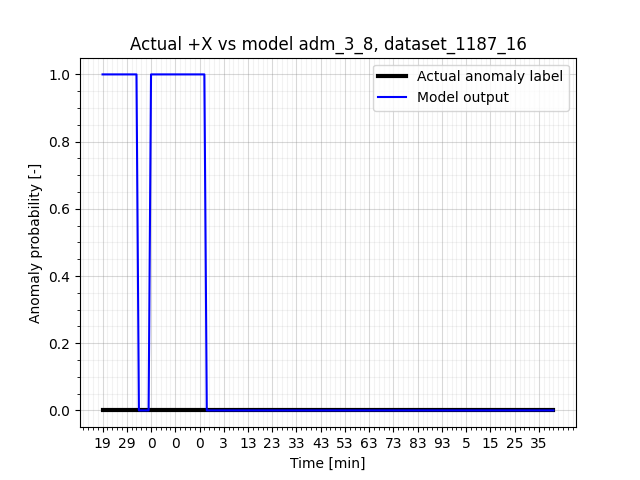 Actual +X vs model adm_3_8, dataset_1187_16
Actual anomaly label
Model output
Anomaly probability [-]
1.0
0.8
0.6
0.4
0.2
0.0
19 29 0 0 0 3 13 23 33 43 53 63 73 83 93 5 15 25 35
Time [min]